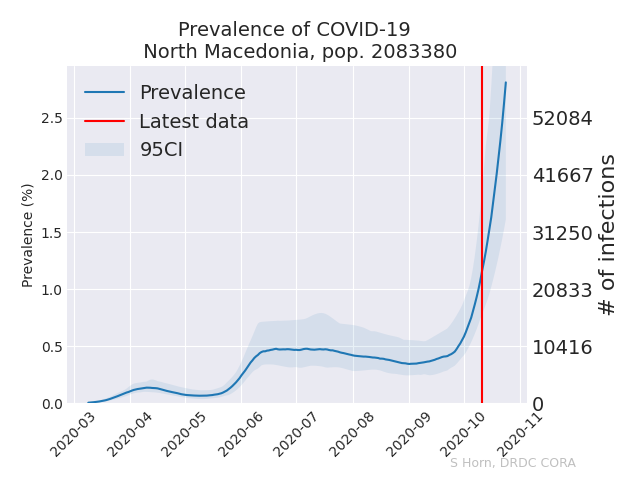 Prevalence of COVID-19
North Macedonia, pop. 2083380
Prevalence
Latest data
95CI
Prevalence (%)
2.5
2.0
1.5
1.0
0.5
0.0
52084
41667
31250
20833
10416
0
# of infections
2020-03
2020-04
2020-05
2020-06
2020-07
2020-08
2020-09
2020-10
2020-11
S Horn, DRDC CORA